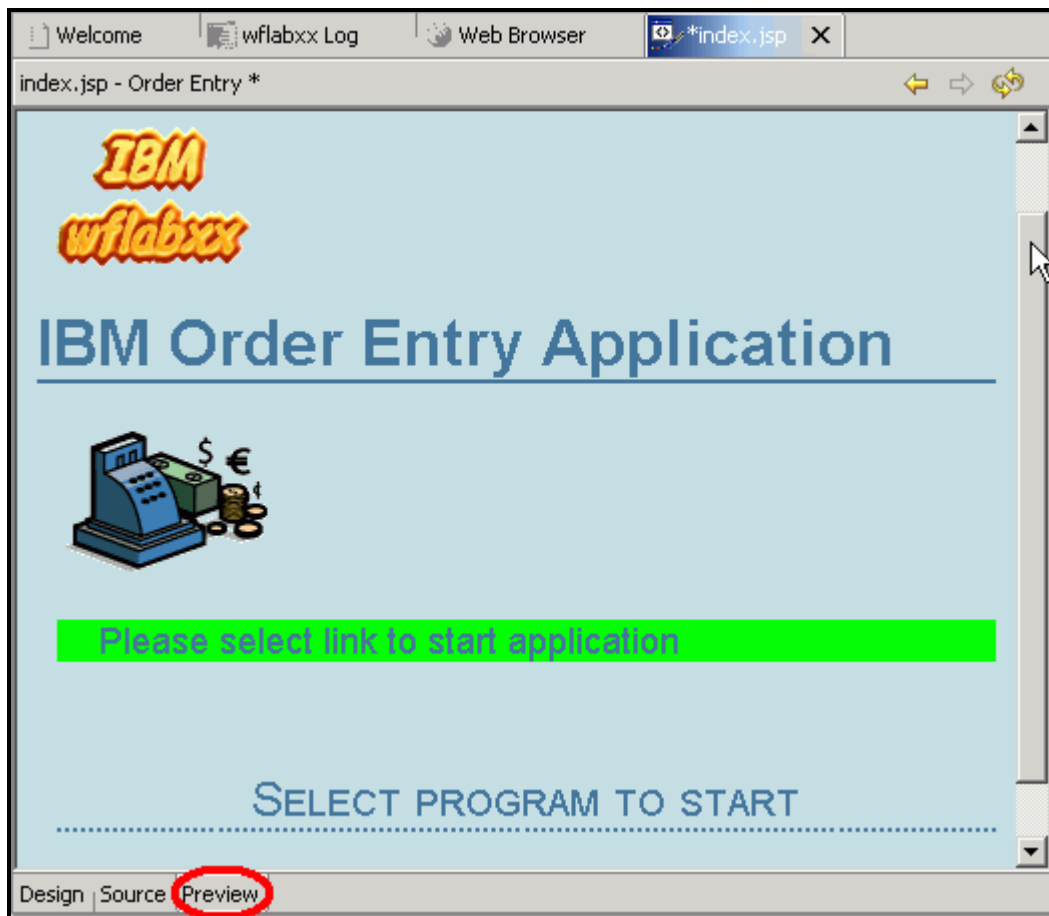 Welcome wflabxx Log Web Browser *index.jsp
index.jsp - Order Entry *
IBM
wflabxx
IBM Order Entry Application
$ € ¢
Please select link to start application
SELECT PROGRAM TO START
Design Source Preview